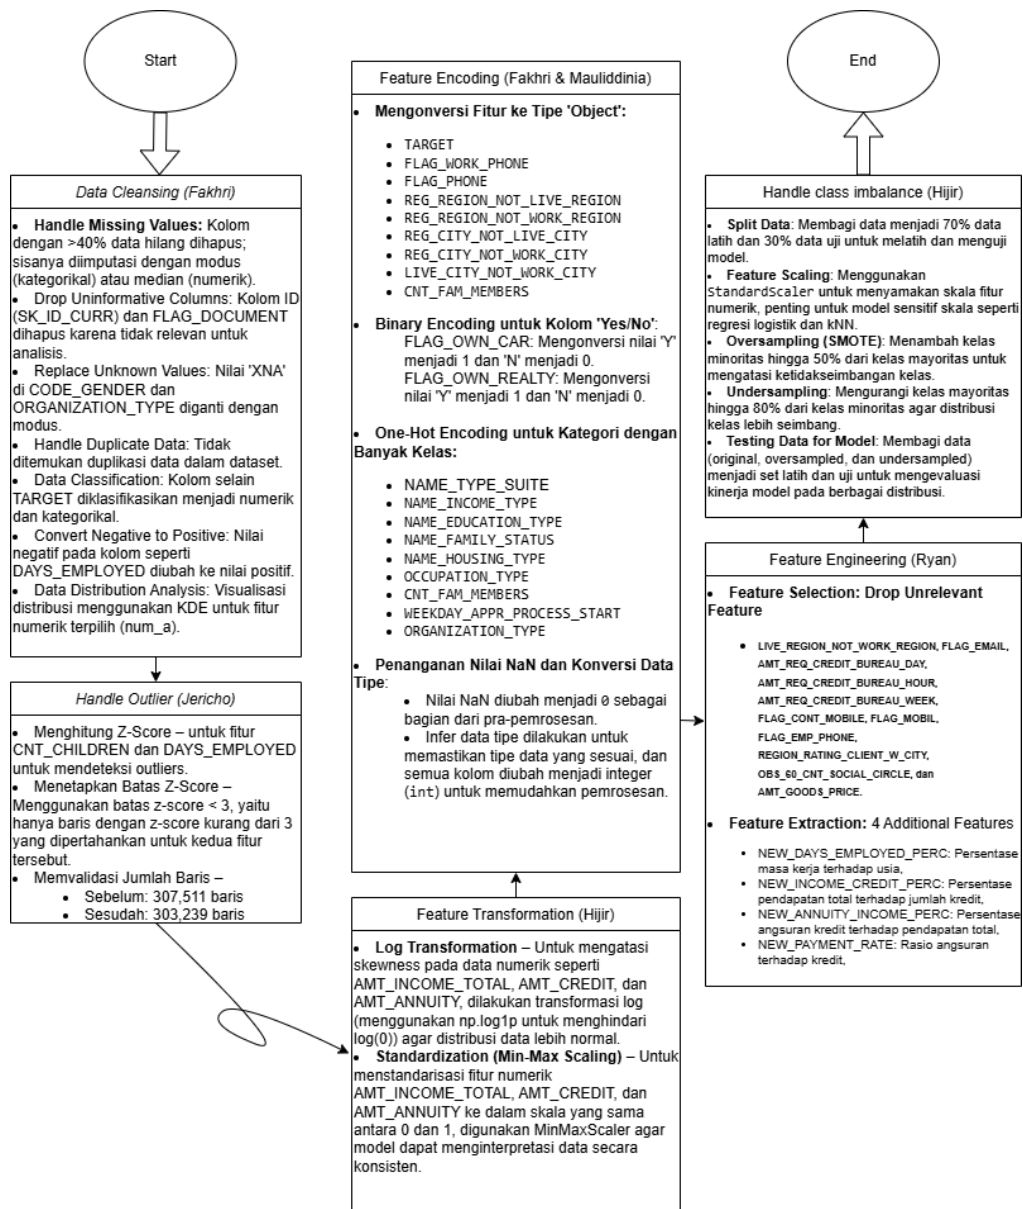 Start
Data Cleansing (Fakhri)
• Handle Missing Values: Kolom
dengan >40% data hilang dihapus;
sisanya diimputasi dengan modus
(kategorikal) atau median (numerik).
• Drop Uninformative Columns: Kolom ID
(SK_ID_CURR) dan FLAG_DOCUMENT
dihapus karena tidak relevan untuk
analisis.
• Replace Unknown Values: Nilai 'XNA'
di CODE_GENDER dan
ORGANIZATION_TYPE diganti dengan
modus.
• Handle Duplicate Data: Tidak
ditemukan duplikasi data dalam dataset.
• Data Classification: Kolom selain
TARGET diklasifikasikan menjadi numerik
dan kategorikal.
• Convert Negative to Positive: Nilai
negatif pada kolom seperti
DAYS_EMPLOYED diubah ke nilai positif.
• Data Distribution Analysis: Visualisasi
distribusi menggunakan KDE untuk fitur
numerik terpilih (num_a).
Handle Outlier (Jericho)
• Menghitung Z-Score – untuk fitur
CNT_CHILDREN dan DAYS_EMPLOYED
untuk mendeteksi outliers.
• Menetapkan Batas Z-Score –
Menggunakan batas z-score < 3, yaitu
hanya baris dengan z-score kurang dari 3
yang dipertahankan untuk kedua fitur
tersebut.
• Memvalidasi Jumlah Baris –
• Sebelum: 307,511 baris
• Sesudah: 303,239 baris
Feature Transformation (Hijir)
• Log Transformation – Untuk mengatasi
skewness pada data numerik seperti
AMT_INCOME_TOTAL, AMT_CREDIT, dan
AMT_ANNUITY, dilakukan transformasi log
(menggunakan np.log1p untuk menghindari
log(0)) agar distribusi data lebih normal.
• Standardization (Min-Max Scaling) – Untuk
menstandarisasi fitur numerik
AMT_INCOME_TOTAL, AMT_CREDIT, dan
AMT_ANNUITY ke dalam skala yang sama
antara 0 dan 1, digunakan MinMaxScaler agar
model dapat menginterpretasi data secara
konsisten.
Feature Encoding (Fakhri & Mauliddinia)
• Mengonversi Fitur ke Tipe 'Object':
• TARGET
• FLAG_WORK_PHONE
• FLAG_PHONE
• REG_REGION_NOT_LIVE_REGION
• REG_REGION_NOT_WORK_REGION
• REG_CITY_NOT_LIVE_CITY
• REG_CITY_NOT_WORK_CITY
• LIVE_CITY_NOT_WORK_CITY
• CNT_FAM_MEMBERS
• Binary Encoding untuk Kolom 'Yes/No':
FLAG_OWN_CAR: Mengonversi nilai 'Y'
menjadi 1 dan 'N' menjadi 0.
FLAG_OWN_REALTY: Mengonversi
nilai 'Y' menjadi 1 dan 'N' menjadi 0.
• One-Hot Encoding untuk Kategori dengan
Banyak Kelas:
• NAME_TYPE_SUITE
• NAME_INCOME_TYPE
• NAME_EDUCATION_TYPE
• NAME_FAMILY_STATUS
• NAME_HOUSING_TYPE
• OCCUPATION_TYPE
• CNT_FAM_MEMBERS
• WEEKDAY_APPR_PROCESS_START
• ORGANIZATION_TYPE
• Penanganan Nilai NaN dan Konversi Data
Tipe:
• Nilai NaN diubah menjadi 0 sebagai
bagian dari pra-pemrosesan.
• Infer data tipe dilakukan untuk
memastikan tipe data yang sesuai, dan
semua kolom diubah menjadi integer
(int) untuk memudahkan pemrosesan.
Feature Engineering (Ryan)
• Feature Selection: Drop Unrelevant
Feature
• LIVE_REGION_NOT_WORK_REGION, FLAG_EMAIL,
AMT_REQ_CREDIT_BUREAU_DAY,
AMT_REQ_CREDIT_BUREAU_HOUR,
AMT_REQ_CREDIT_BUREAU_WEEK,
FLAG_CONT_MOBILE, FLAG_MOBIL,
FLAG_EMP_PHONE,
REGION_RATING_CLIENT_W_CITY,
OBS_60_CNT_SOCIAL_CIRCLE, dan
AMT_GOODS_PRICE.
• Feature Extraction: 4 Additional Features
• NEW_DAYS_EMPLOYED_PERC: Persentase
masa kerja terhadap usia,
• NEW_INCOME_CREDIT_PERC: Persentase
pendapatan total terhadap jumlah kredit,
• NEW_ANNUITY_INCOME_PERC: Persentase
angsuran kredit terhadap pendapatan total,
• NEW_PAYMENT_RATE: Rasio angsuran
terhadap kredit,
Handle class imbalance (Hijir)
• Split Data: Membagi data menjadi 70% data
latih dan 30% data uji untuk melatih dan menguji
model.
• Feature Scaling: Menggunakan
StandardScaler untuk menyamakan skala fitur
numerik, penting untuk model sensitif skala seperti
regresi logistik dan kNN.
• Oversampling (SMOTE): Menambah kelas
minoritas hingga 50% dari kelas mayoritas untuk
mengatasi ketidakseimbangan kelas.
• Undersampling: Mengurangi kelas mayoritas
hingga 80% dari kelas minoritas agar distribusi
kelas lebih seimbang.
• Testing Data for Model: Membagi data
(original, oversampled, dan undersampled)
menjadi set latih dan uji untuk mengevaluasi
kinerja model pada berbagai distribusi.
End